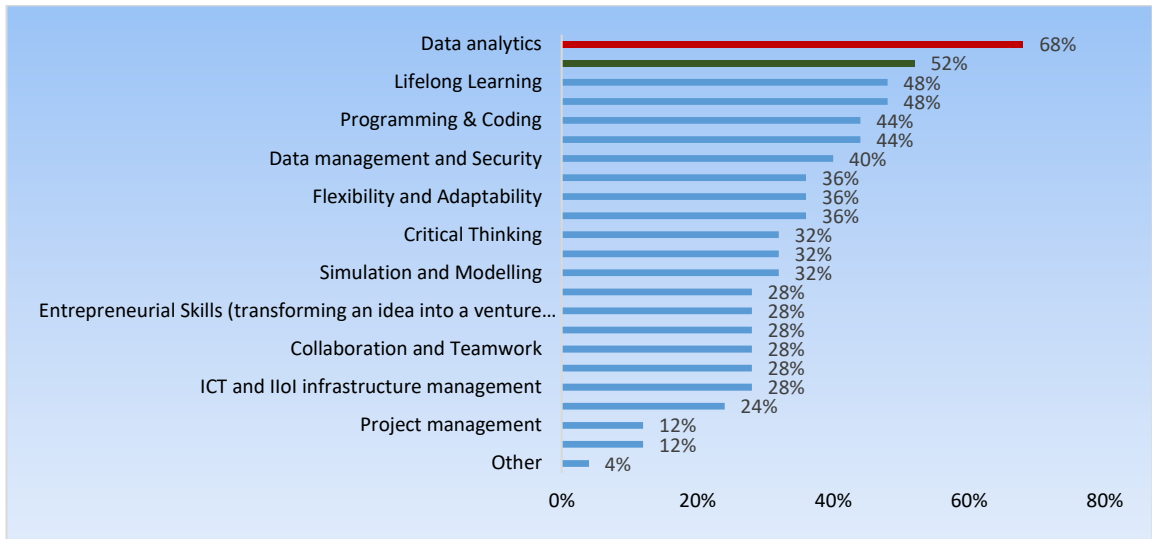 Data analytics 68%
52%
Lifelong Learning 48%
48%
Programming & Coding 44%
44%
Data management and Security 40%
36%
Flexibility and Adaptability 36%
36%
Critical Thinking 32%
32%
Simulation and Modelling 32%
28%
Entrepreneurial Skills (transforming an idea into a venture... 28%
28%
Collaboration and Teamwork 28%
28%
ICT and IIoI infrastructure management 28%
24%
Project management 12%
12%
Other 4%
0% 20% 40% 60% 80%